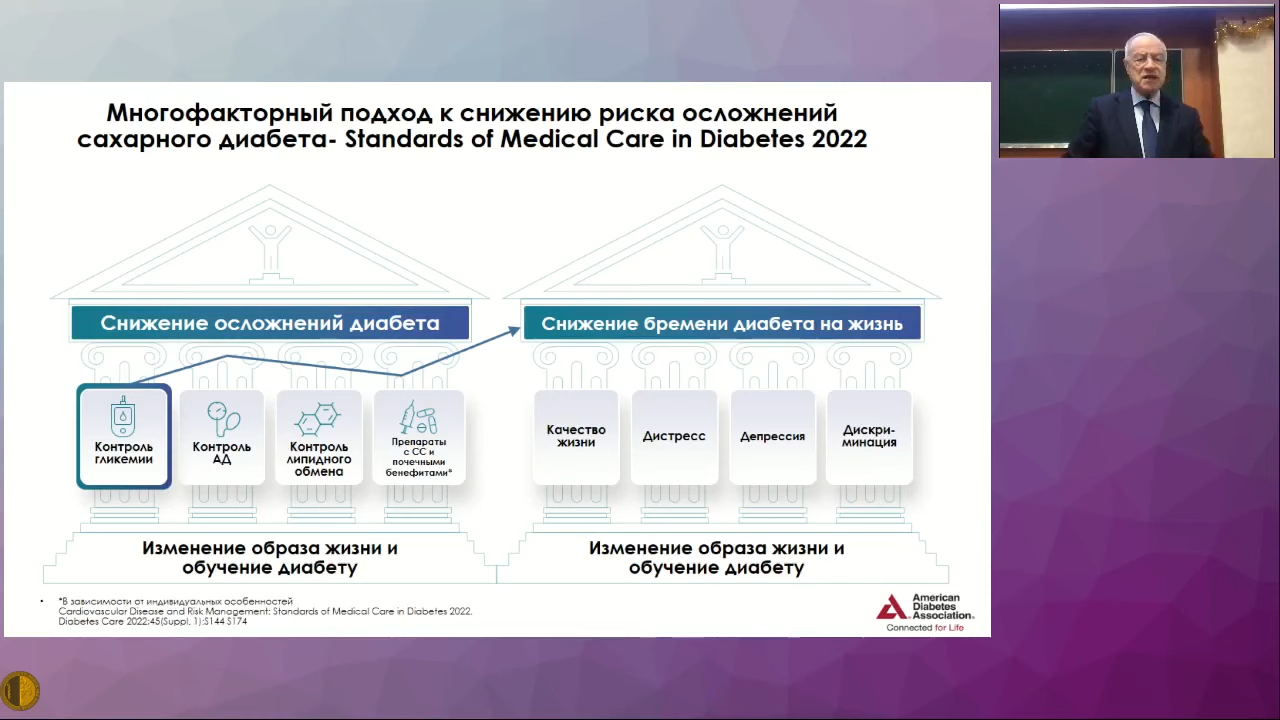 Многофакторный подход к снижению риска осложнений
сахарного диабета- Standards of Medical Care in Diabetes 2022
Снижение осложнений диабета
Контроль
гликемии
Контроль
АД
Контроль
липидного
обмена
Препараты
с СС и
почечными
бенефитами*
Изменение образа жизни и
обучение диабету
Снижение бремени диабета на жизнь
Качество
жизни
Дистресс
Депрессия
Дискри-
минация
Изменение образа жизни и
обучение диабету
• *В зависимости от индивидуальных особенностей
Cardiovascular Disease and Risk Management: Standards of Medical Care in Diabetes 2022.
Diabetes Care 2022;45(Suppl. 1):S144 S174
American
Diabetes
Association®
Connected for Life